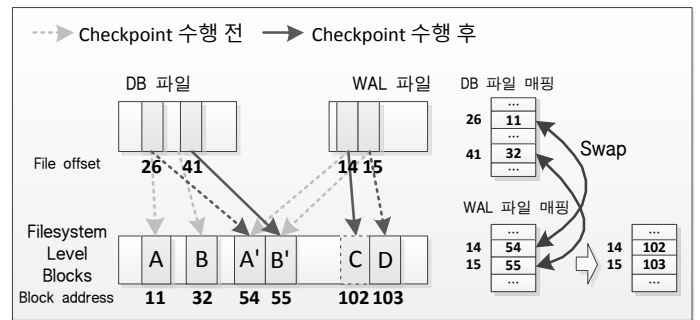 Checkpoint 수행 전 Checkpoint 수행 후
DB 파일 WAL 파일
File offset 26 41 14 15
Filesystem
Level
Blocks
A B A' B' C D
Block address 11 32 54 55 102 103
DB 파일 매핑
...
26 11
...
41 32
...
Swap
WAL 파일 매핑
...
14 54
15 55
...
...
14 102
15 103
...